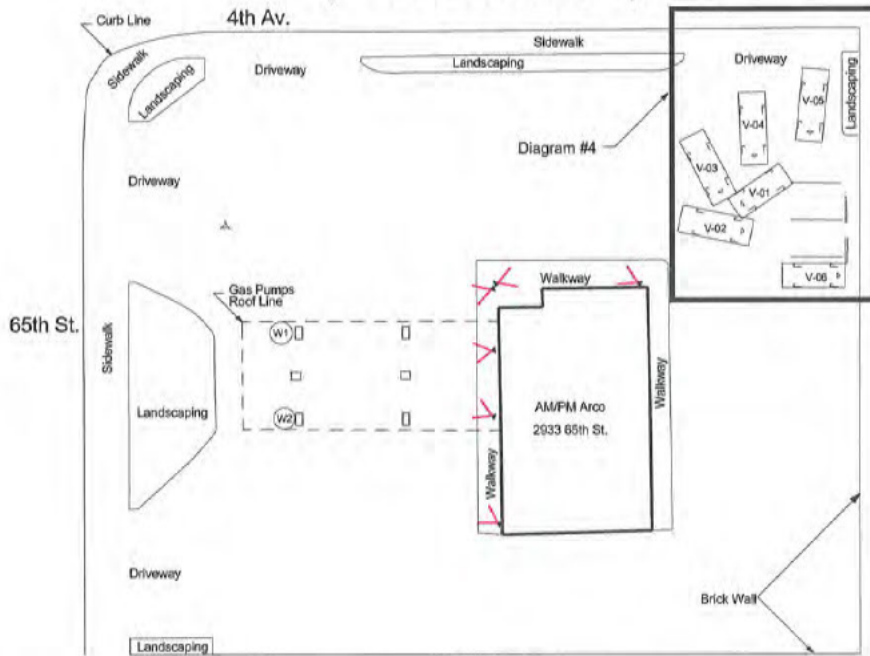 4th Av.
Curb Line
Sidewalk
Sidewalk
Landscaping
Driveway
Landscaping
Driveway
Landscaping
V-05
V-04
Diagram #4
V-03
V-01
Driveway
V-02
Walkway
V-06
Gas Pumps
Roof Line
65th St.
Sidewalk
W1
Walkway
AM/PM Arco
2933 65th St.
Landscaping
W2
Walkway
Driveway
Brick Wall
Landscaping